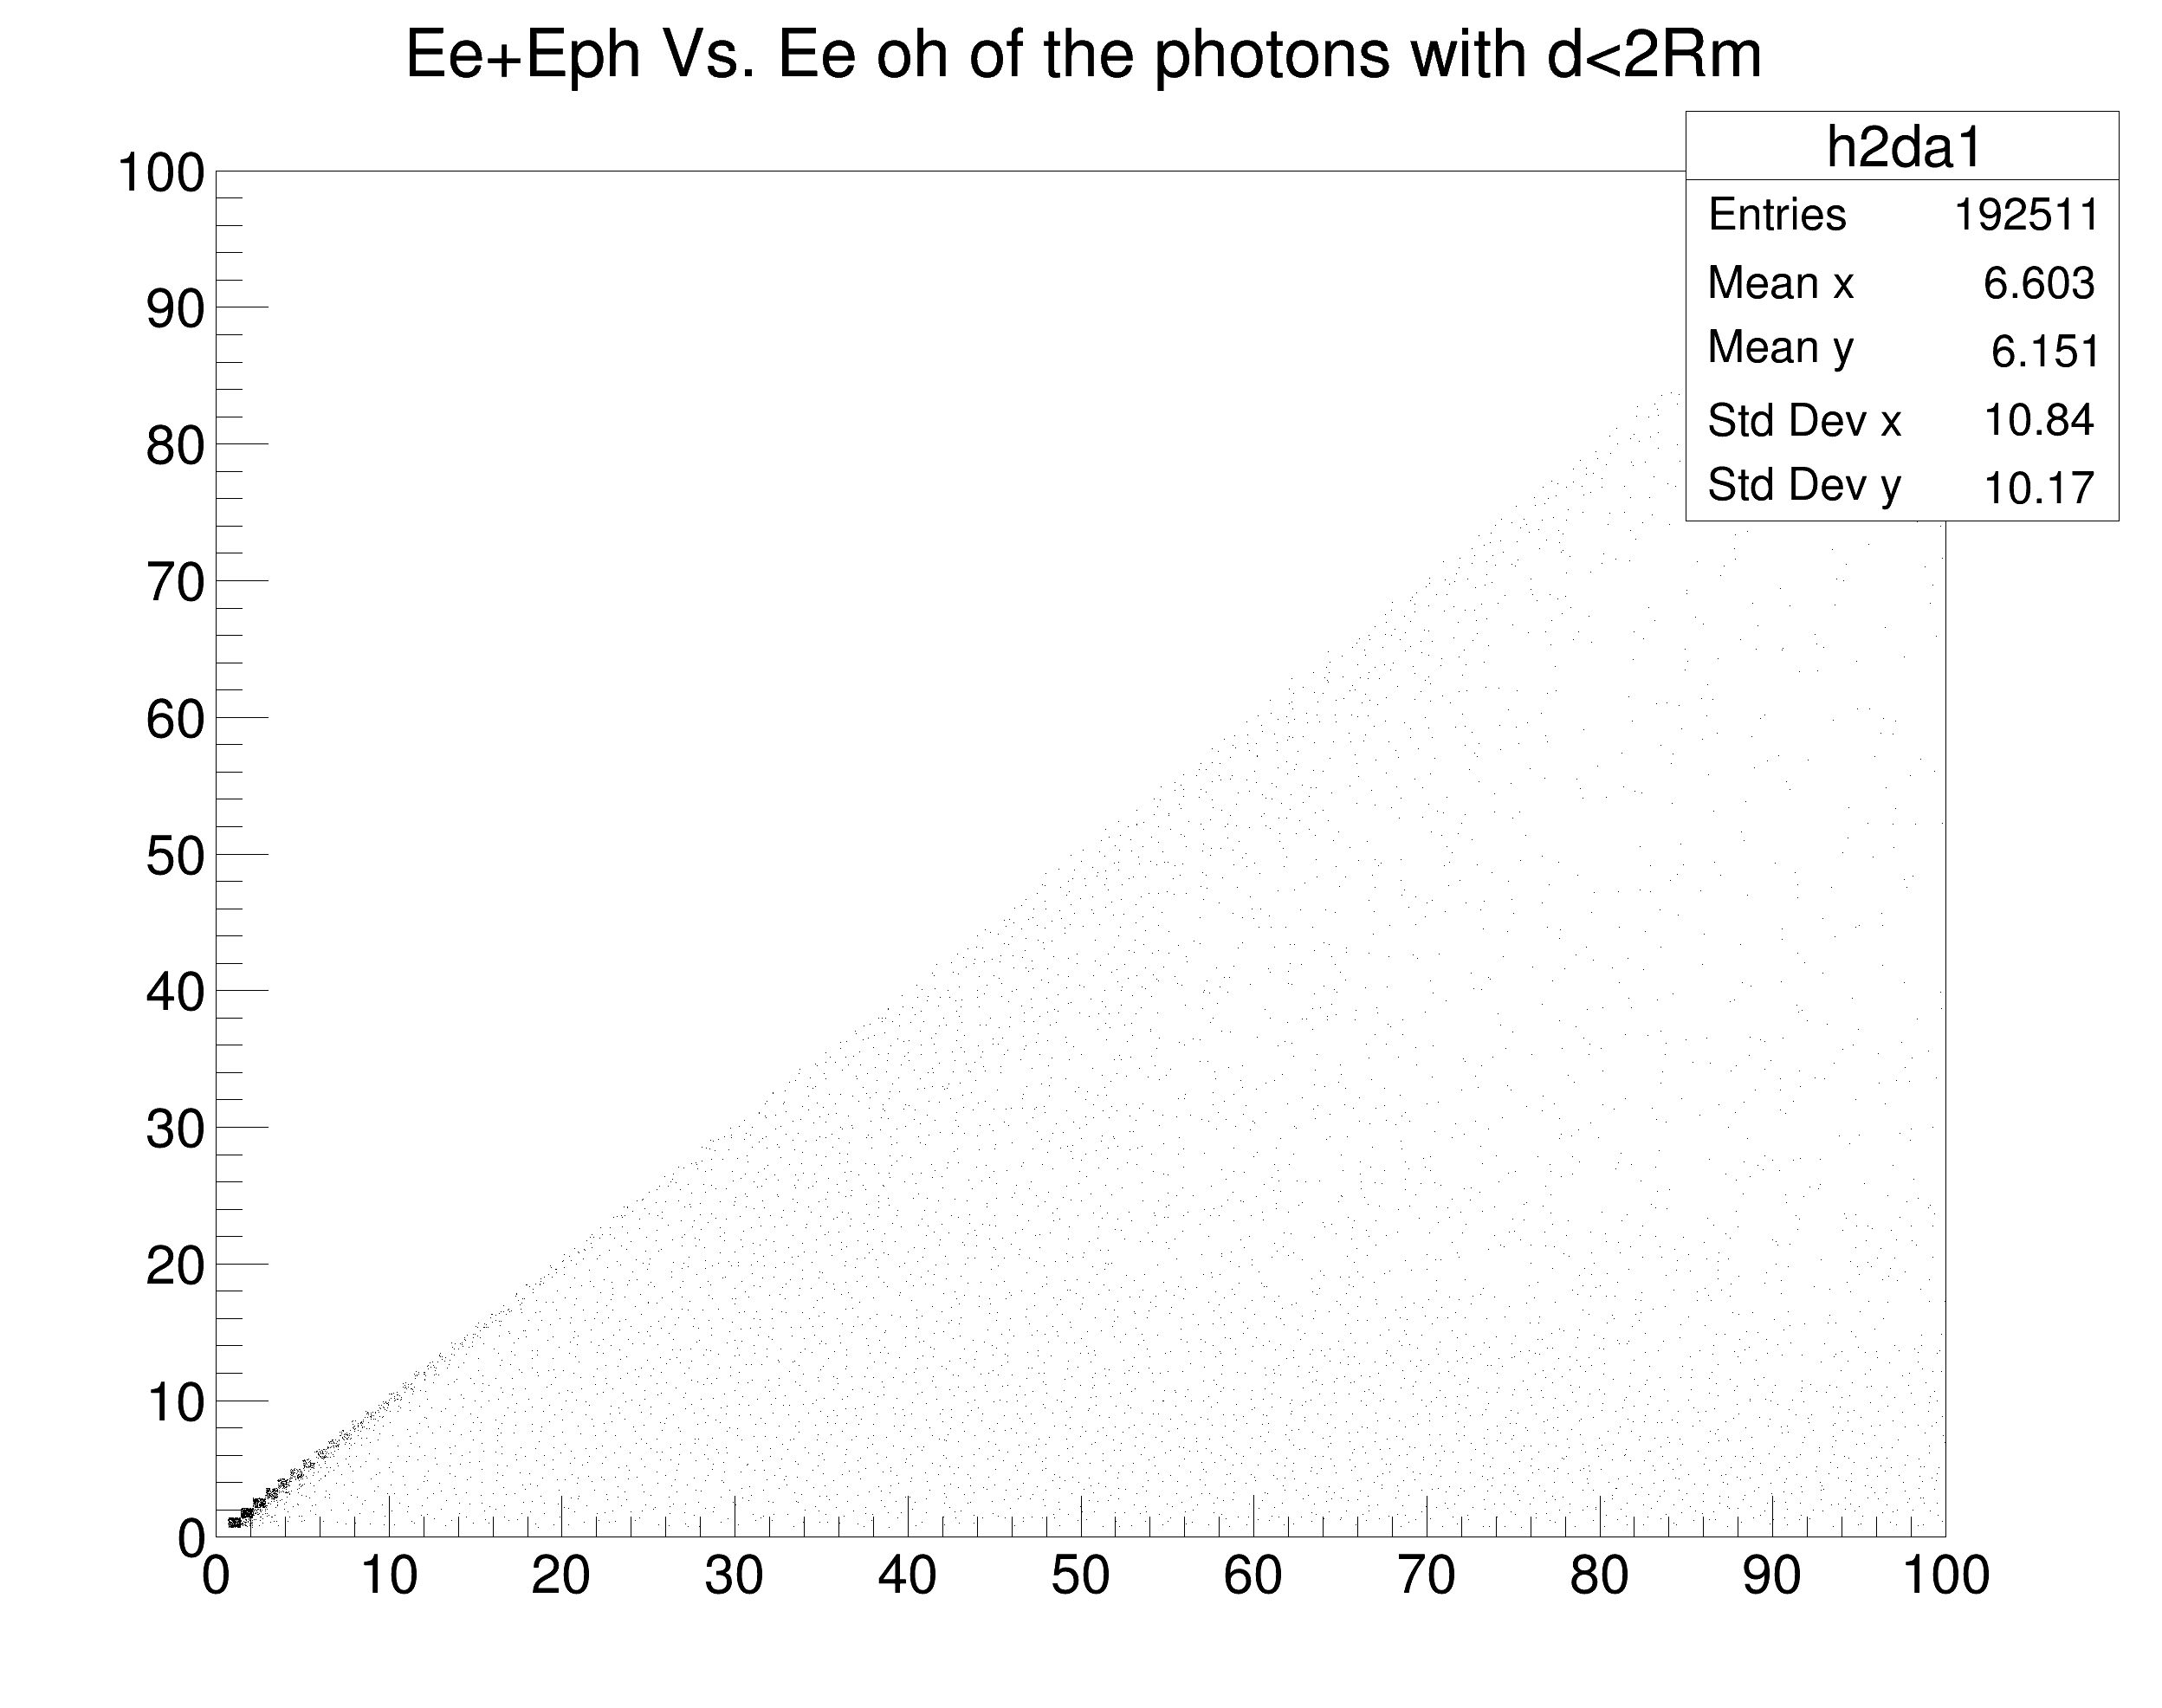 Ee+Eph Vs. Ee oh of the photons with d<2Rm
h2da1
Entries 192511
Mean x 6.603
Mean y 6.151
Std Dev x 10.84
Std Dev y 10.17
100
90
80
70
60
50
40
30
20
10
0
0 10 20 30 40 50 60 70 80 90 100